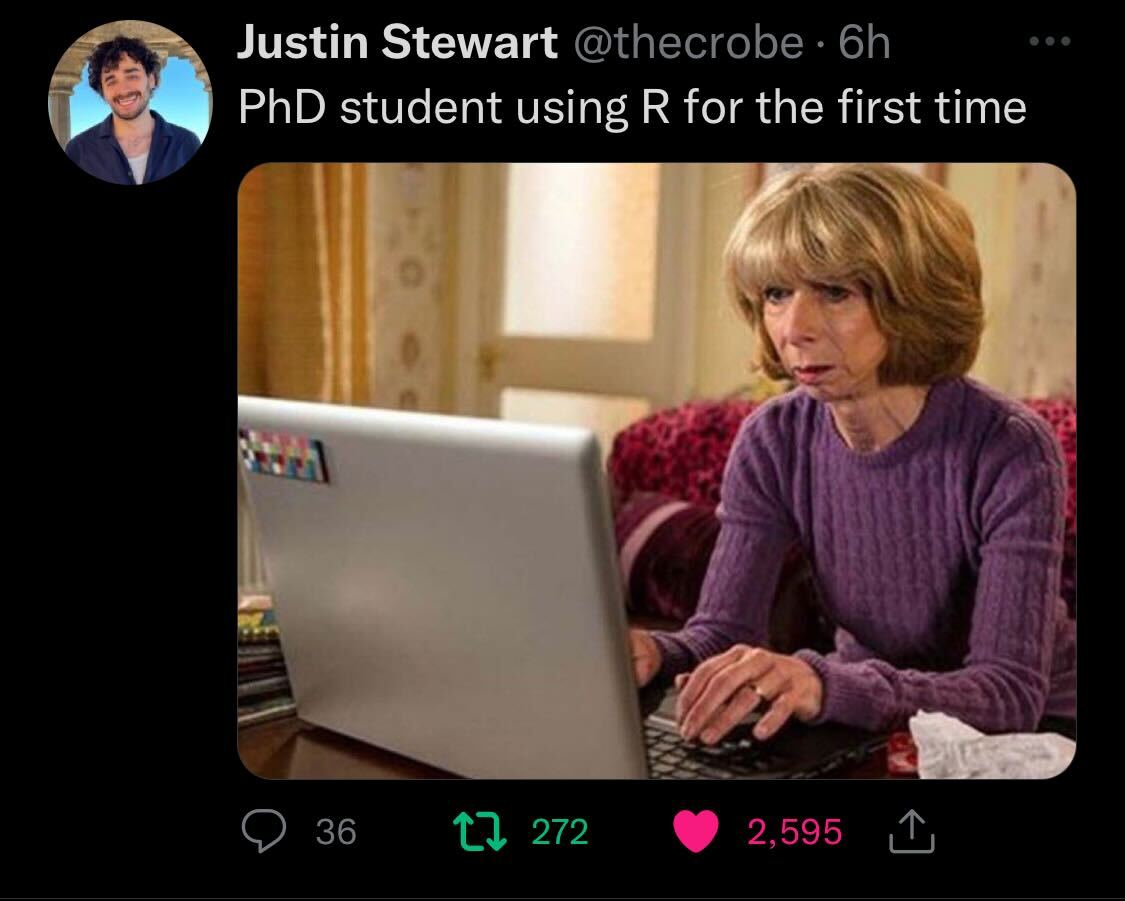 Justin Stewart @thecrobe · 6h
PhD student using R for the first time
36 272 2,595